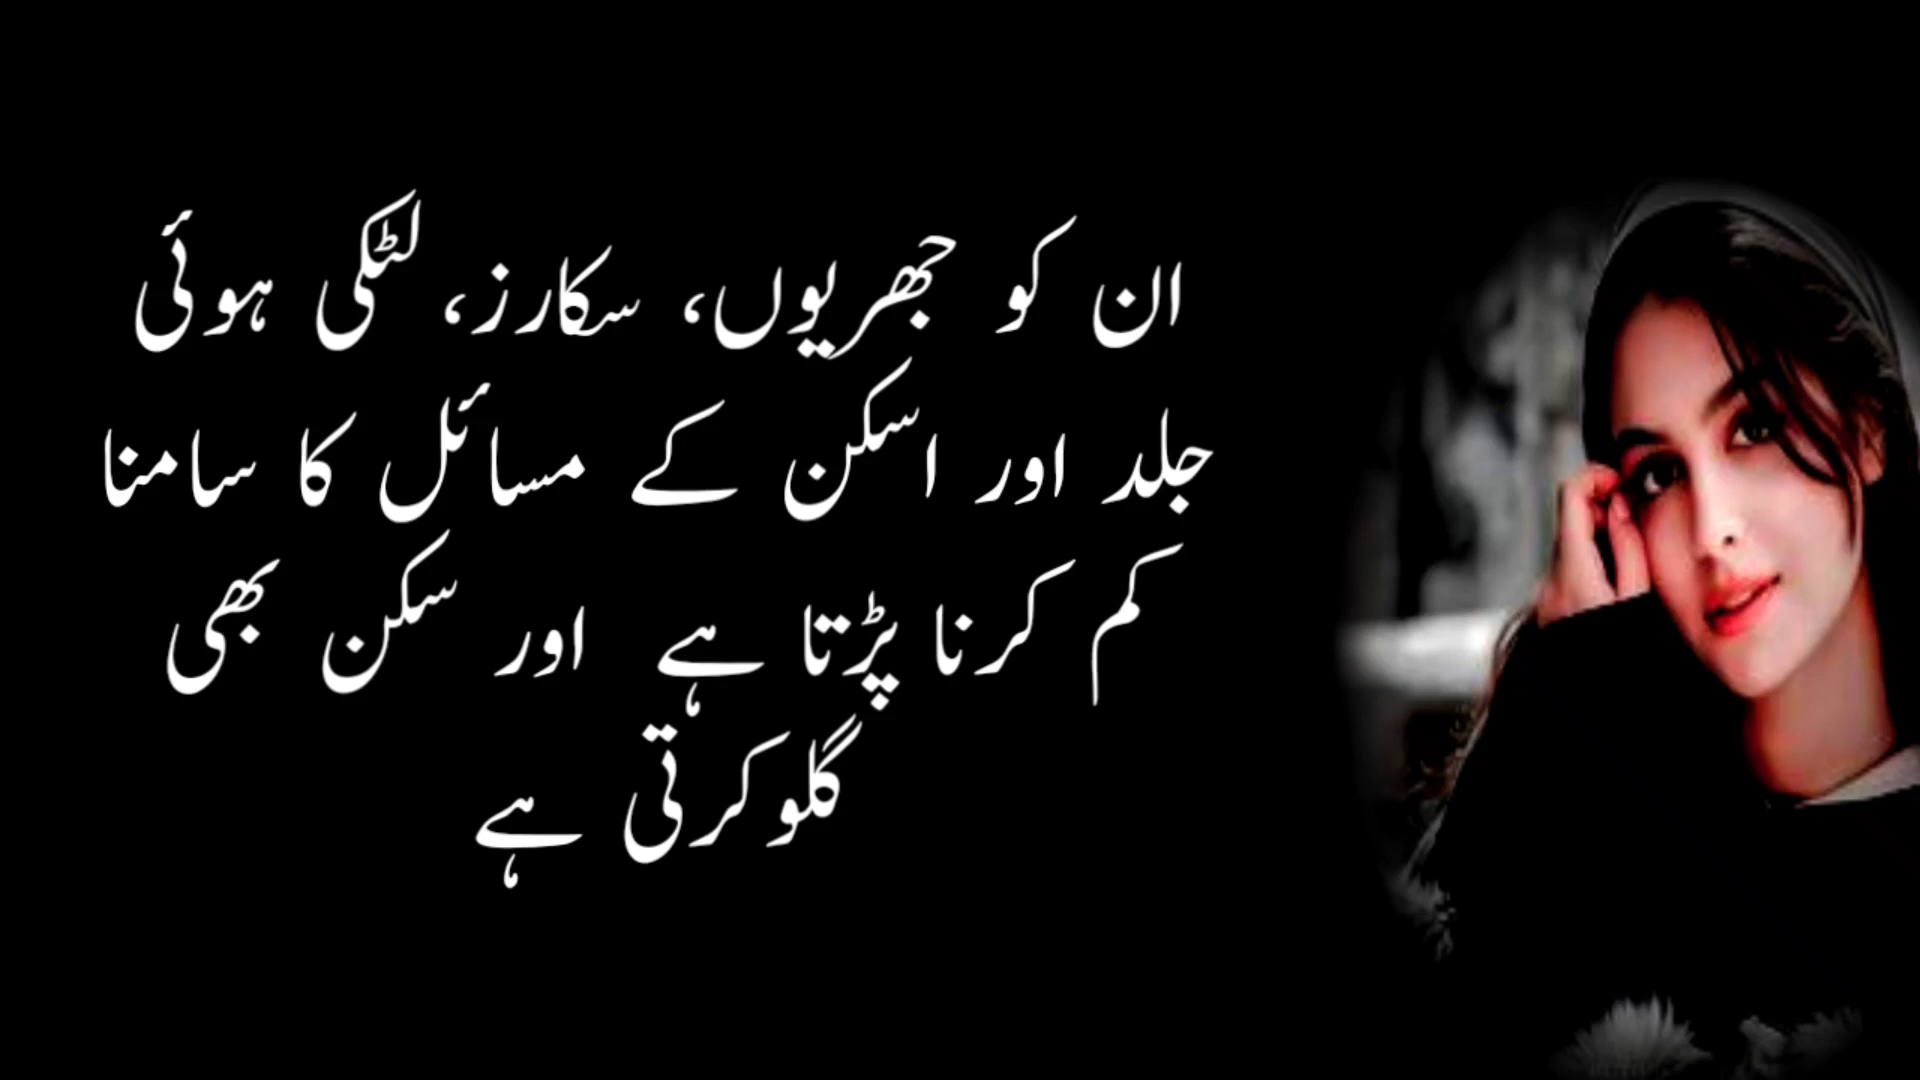 ان کو جھریوں، سکارز، لٹکی ہوئی
جلد اور اسکن کے مسائل کا سامنا
کم کرنا پڑتا ہے اور سکن بھی
گلو کرتی ہے